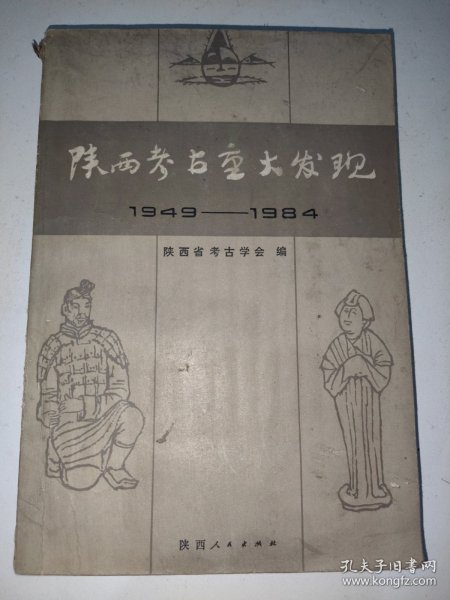 陕西考古重大发现
1949——1984
陕西省考古学会 编
陕西人民出版社
孔夫子旧书网
www.kongfz.com